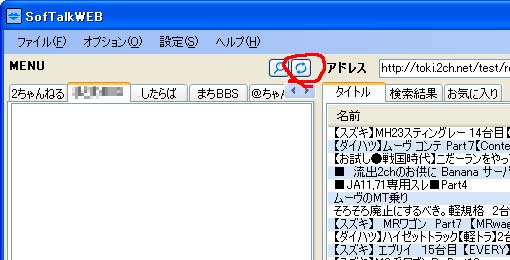 SofTalkWEB
ファイル(F) オプション(O) 設定(S) ヘルプ(H)
MENU
アドレス http://toki.2ch.net/test/r
2ちゃんねる したらば まちBBS @ちゃん
タイトル 検索結果 お気に入り
名前
【スズキ】MH23スティングレー 14台目【
【ダイハツ】ムーヴ コンテ Part7【Conte
【お試し●戦国時代】こだーランをやっ
■ 流出2chのお供に Banana サーバ
■JA11,71専用スレ■Part4
ムーヴのMT乗り
そろそろ廃止にするべき。軽規格 2台
【スズキ】 MRワゴン Part7 【MRwag
【ダイハツ】ハイゼットトラック【軽トラ】2台
【スズキ】 エブリイ 15台目 【EVERY】